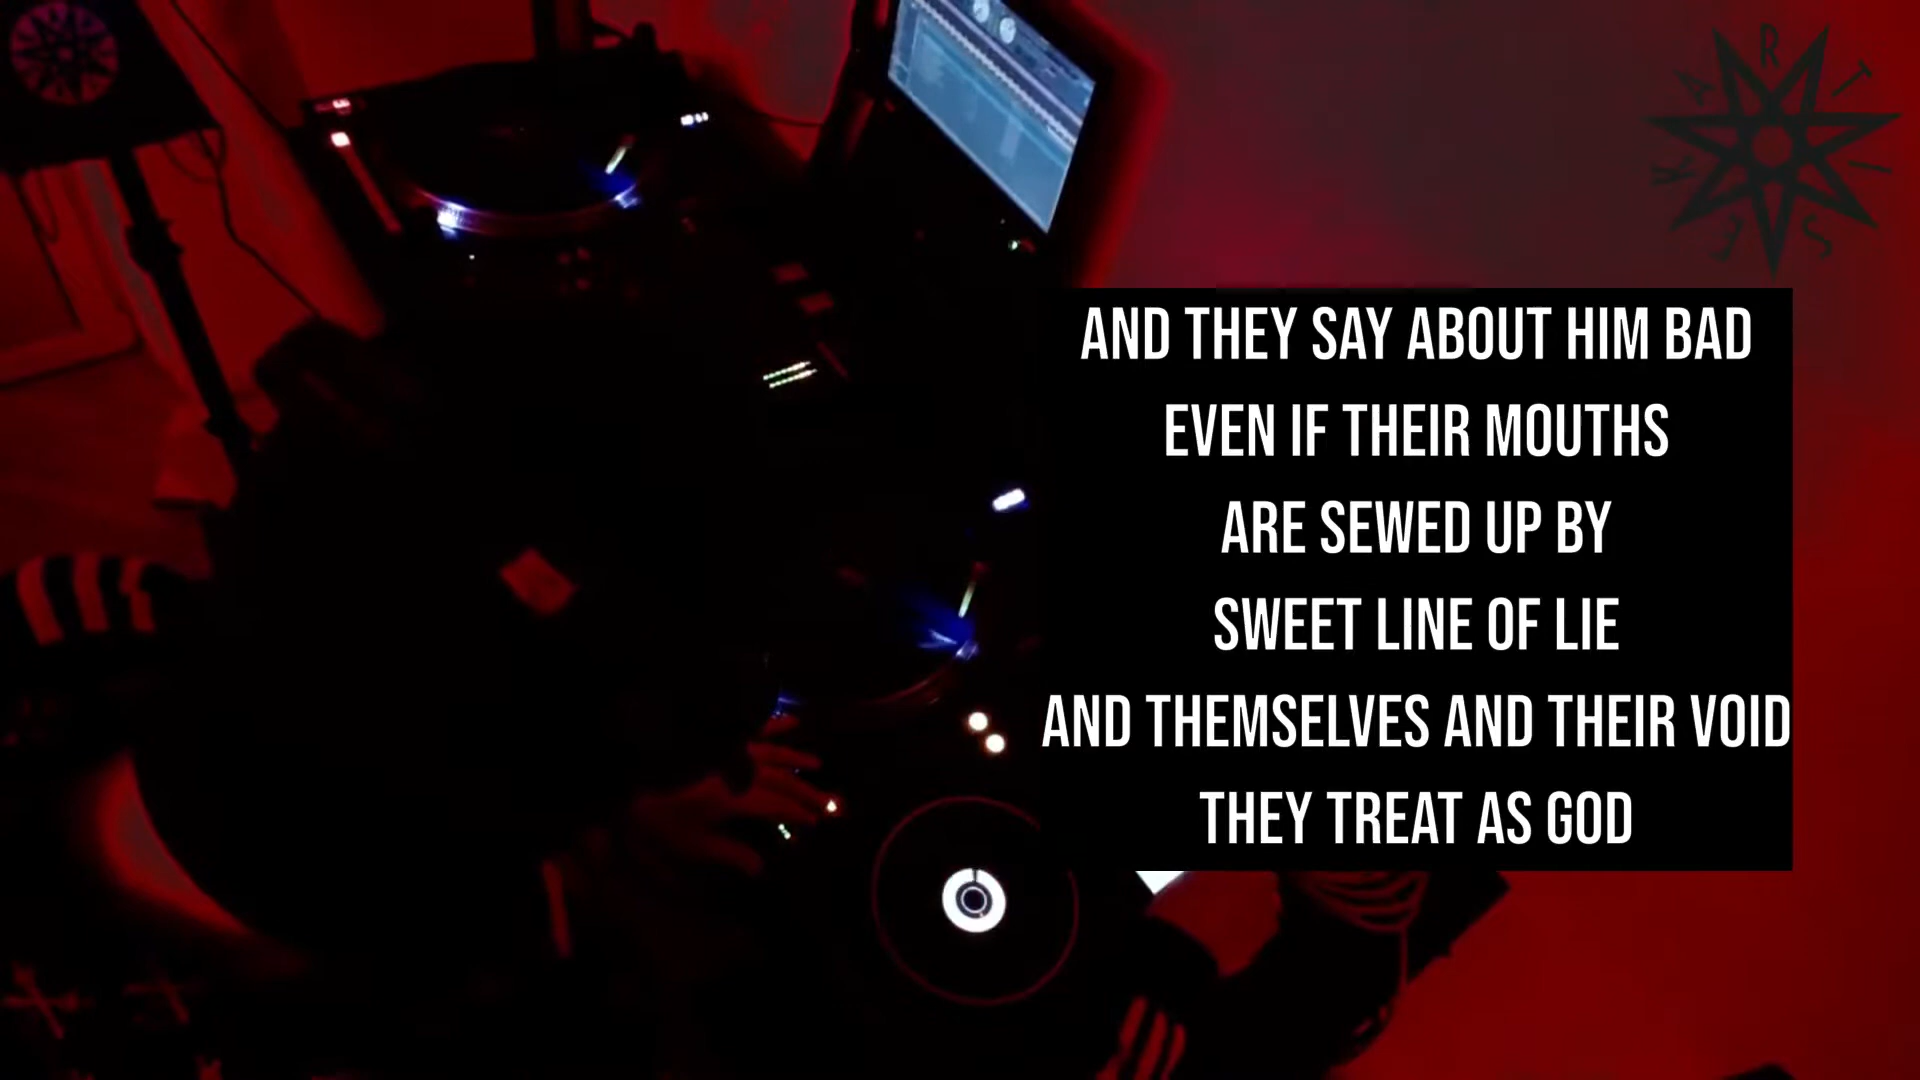 AND THEY SAY ABOUT HIM BAD
EVEN IF THEIR MOUTHS
ARE SEWED UP BY
SWEET LINE OF LIE
AND THEMSELVES AND THEIR VOID
THEY TREAT AS GOD